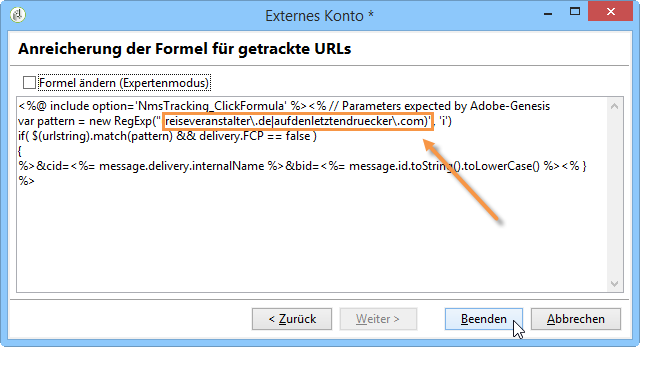 Externes Konto *
Anreicherung der Formel für getrackte URLs
Formel ändern (Expertenmodus)
<%@ include option='NmsTracking_ClickFormula' %><% // Parameters expected by Adobe-Genesis
var pattern = new RegExp(" reiseveranstalter\.de|aufdenletztendruecker\.com)', 'i')
if( $(urlstring).match(pattern) && delivery.FCP == false )
{
%>&cid=<%= message.delivery.internalName %>&bid=<%= message.id.toString().toLowerCase() %><% }
%>
< Zurück
Weiter >
Beenden
Abbrechen